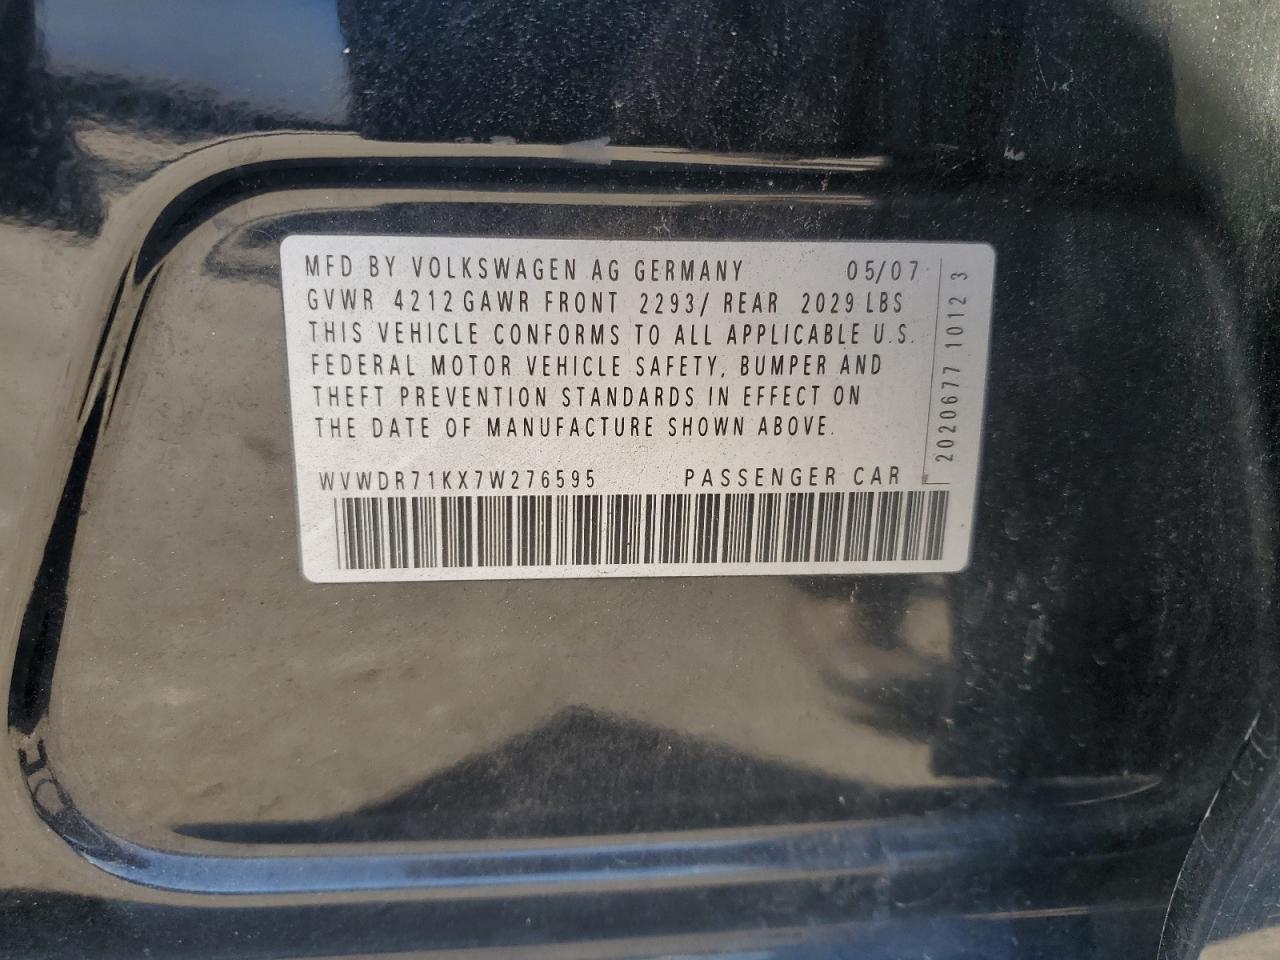 MFD BY VOLKSWAGEN AG GERMANY 05/07
GVWR 4212 GAWR FRONT 2293/ REAR 2029 LBS
THIS VEHICLE CONFORMS TO ALL APPLICABLE U.S.
FEDERAL MOTOR VEHICLE SAFETY, BUMPER AND
THEFT PREVENTION STANDARDS IN EFFECT ON
THE DATE OF MANUFACTURE SHOWN ABOVE.
WVWDR71KX7W276595 PASSENGER CAR
2020677 1012 3